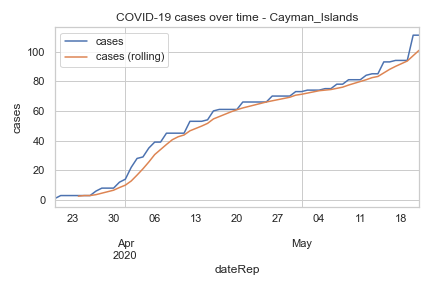 COVID-19 cases over time - Cayman_Islands
cases
cases (rolling)
100
80
60
40
20
0
cases
23 30 06 13 20 27 04 11 18
Apr May
2020
dateRep